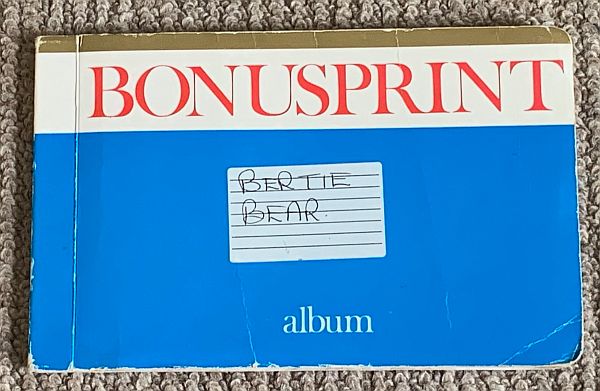 BONUSPRINT
BERTIE
BEAR.
album